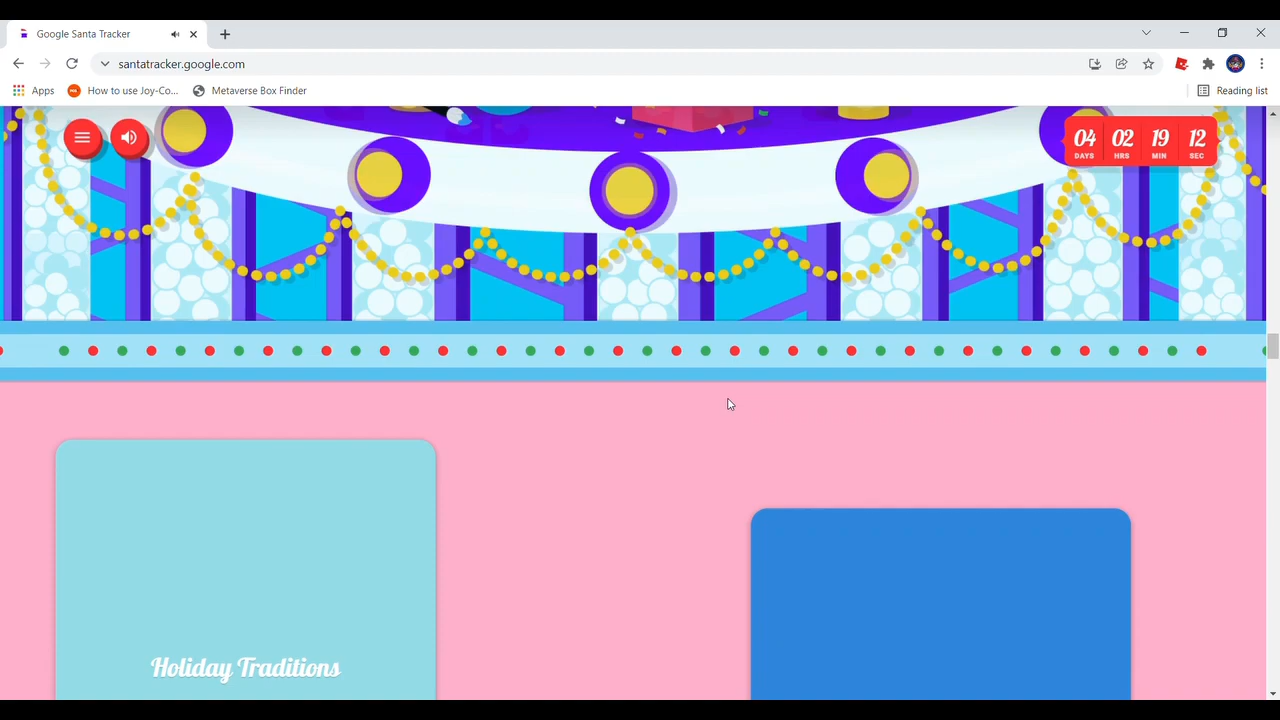 Google Santa Tracker
santatracker.google.com
Apps
How to use Joy-Co...
Metaverse Box Finder
Reading list
04 02 19 12
DAYS HRS MIN SEC
Holiday Traditions